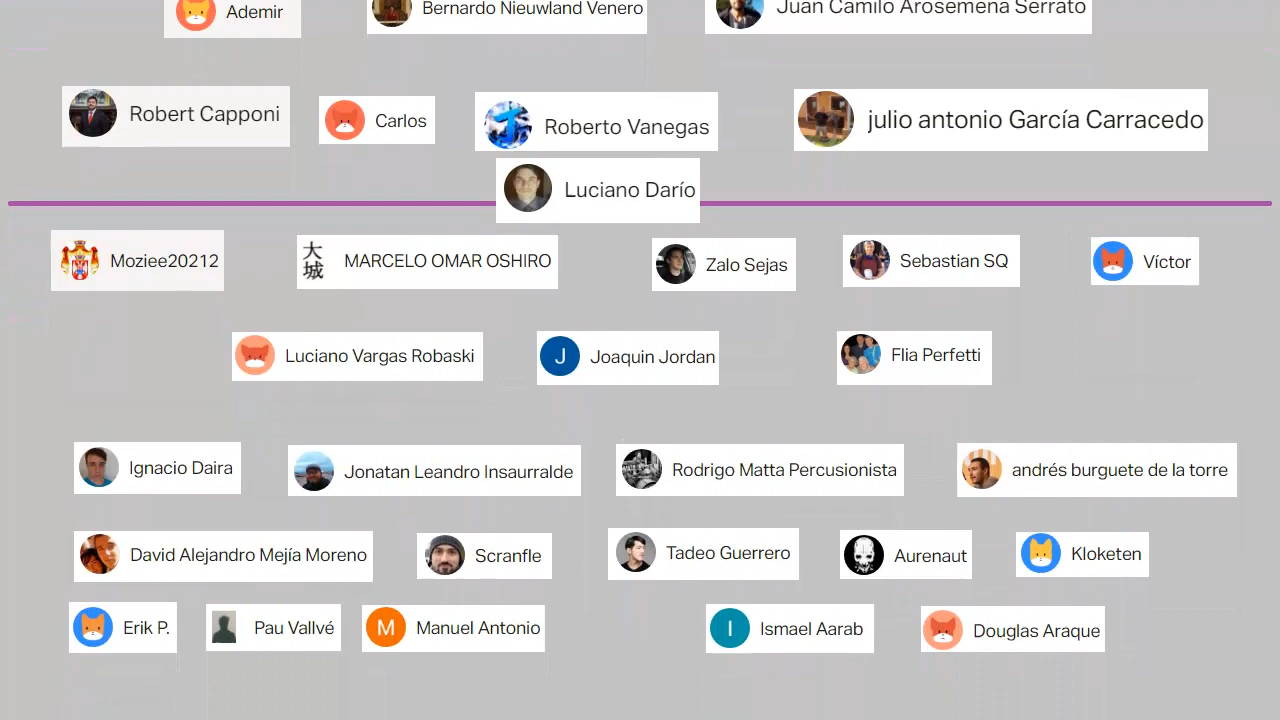 Ademir
Bernardo Nieuwland Venero
Juan Camilo Arosemena Serrato
Robert Capponi
Carlos
Roberto Vanegas
julio antonio García Carracedo
Luciano Darío
Moziee20212
大
城
MARCELO OMAR OSHIRO
Zalo Sejas
Sebastian SQ
Víctor
Luciano Vargas Robaski
J
Joaquin Jordan
Flia Perfetti
Ignacio Daira
Jonatan Leandro Insaurralde
Rodrigo Matta Percusionista
andrés burguete de la torre
David Alejandro Mejía Moreno
Scranfle
Tadeo Guerrero
Aurenaut
Kloketen
Erik P.
Pau Vallvé
M
Manuel Antonio
I
Ismael Aarab
Douglas Araque